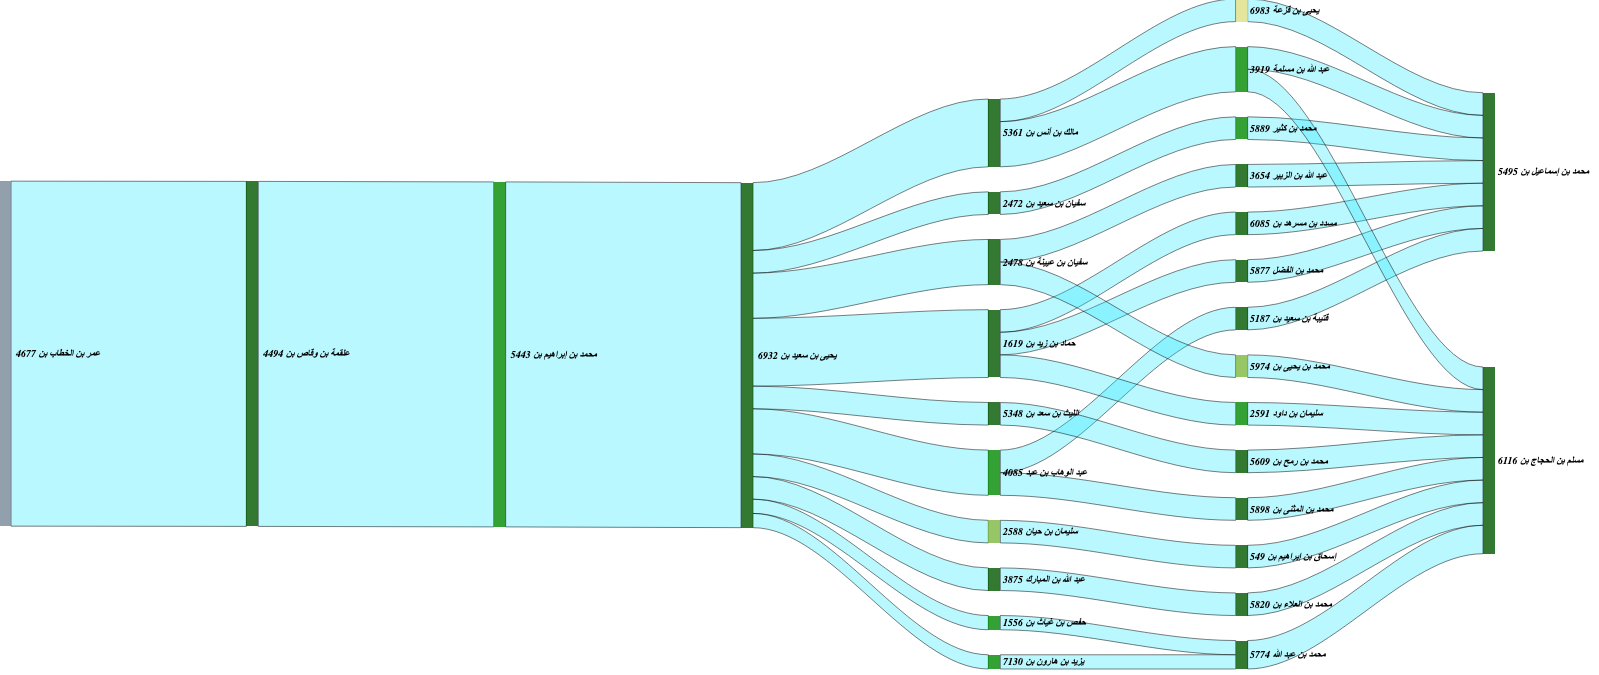 عمر بن الخطاب بن 4677
علقمة بن وقاص بن 4494
محمد بن إبراهيم بن 5443
يحيى بن سعيد بن 6932
مالك بن أنس بن 5361
سفيان بن سعيد بن 2472
سفيان بن عيينة بن 2478
حماد بن زيد بن 1619
الليث بن سعد بن 5348
عبد الوهاب بن عبد 4085
سليمان بن حيان 2588
عبد الله بن المبارك 3875
حفص بن غياث بن 1556
يزيد بن هارون بن 7130
يحيى بن قزعة 6983
عبد الله بن مسلمة 3919
محمد بن كثير 5889
عبد الله بن الزبير 3654
مسدد بن مسرهد بن 6085
محمد بن الفضل 5877
قتيبة بن سعيد بن 5187
محمد بن يحيى بن 5974
سليمان بن داود 2591
محمد بن رمح بن 5609
محمد بن المثنى بن 5898
إسحاق بن إبراهيم بن 549
محمد بن العلاء بن 5820
محمد بن عبد الله 5774
محمد بن إسماعيل بن 5495
مسلم بن الحجاج بن 6116